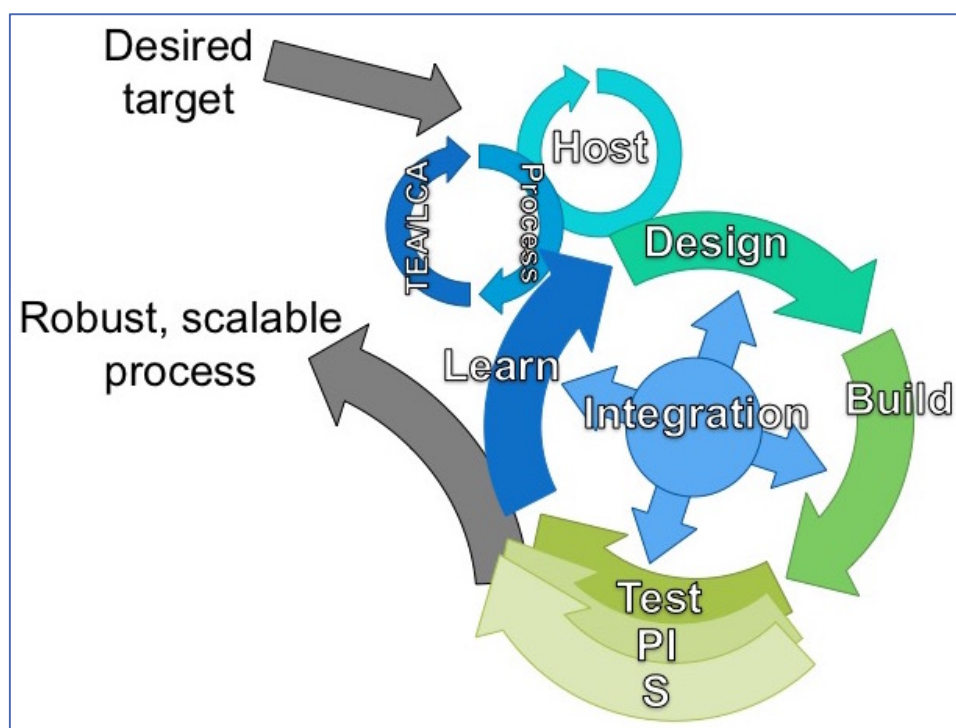 Desired
target
Host
TEA/LCA
Process
Design
Robust, scalable
process
Learn
Integration
Build
Test
PI
S